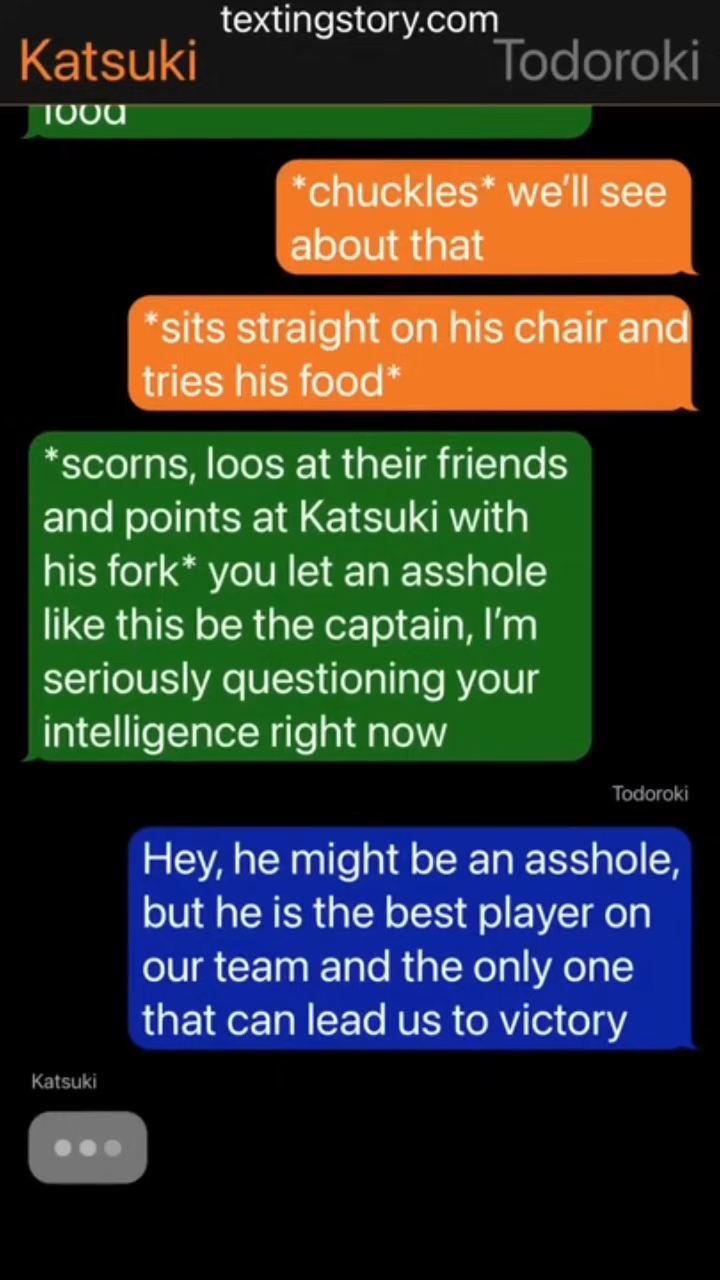 textingstory.com
Katsuki
Todoroki
food
*chuckles* we'll see
about that
*sits straight on his chair and
tries his food*
*scorns, loos at their friends
and points at Katsuki with
his fork* you let an asshole
like this be the captain, I'm
seriously questioning your
intelligence right now
Todoroki
Hey, he might be an asshole,
but he is the best player on
our team and the only one
that can lead us to victory
Katsuki